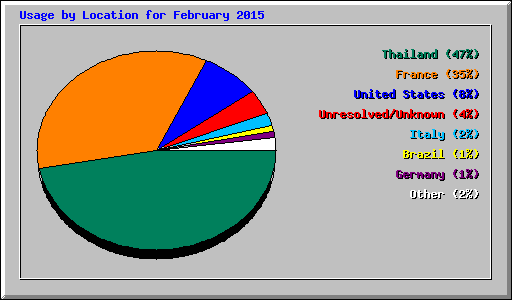 Usage by Location for February 2015
Thailand (47%)
France (35%)
United States (8%)
Unresolved/Unknown (4%)
Italy (2%)
Brazil (1%)
Germany (1%)
Other (2%)